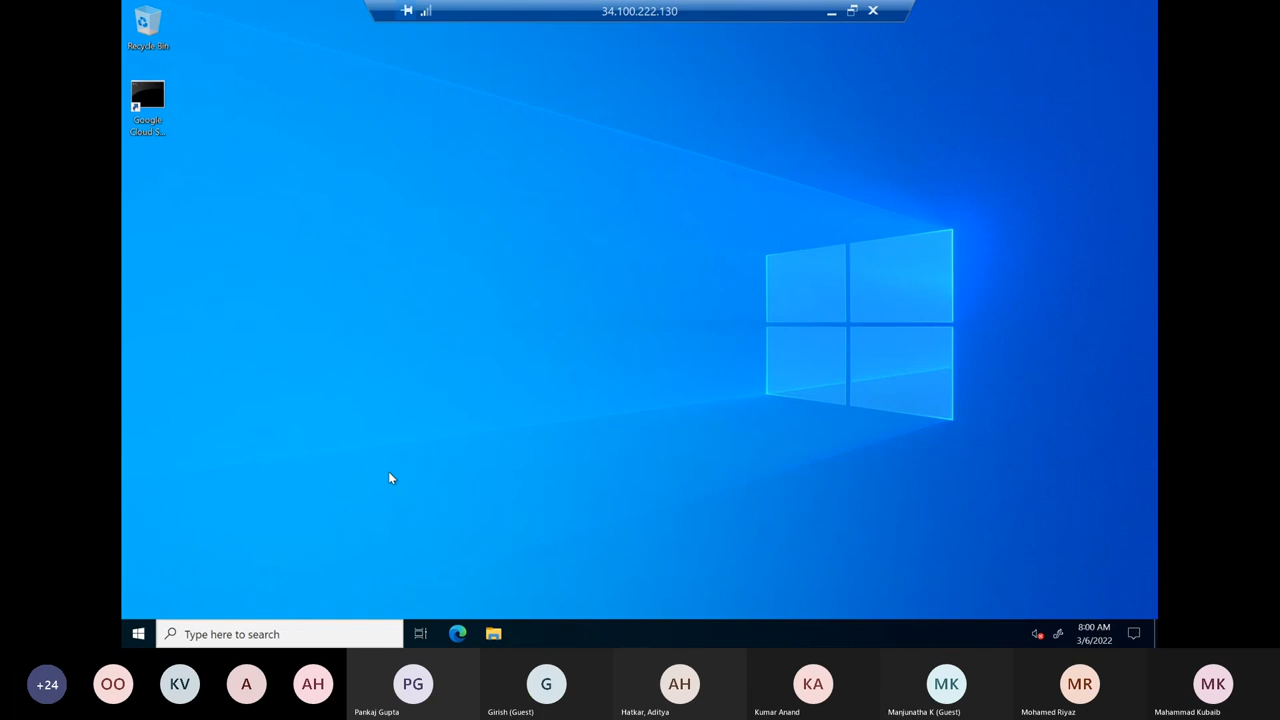 34.100.222.130
Recycle Bin
Google
Cloud S...
Type here to search
8:00 AM
3/6/2022
+24
OO
KV
A
AH
PG
Pankaj Gupta
G
Girish (Guest)
AH
Hatkar, Aditya
KA
Kumar Anand
MK
Manjunatha K (Guest)
MR
Mohamed Riyaz
MK
Mahammad Kubaib